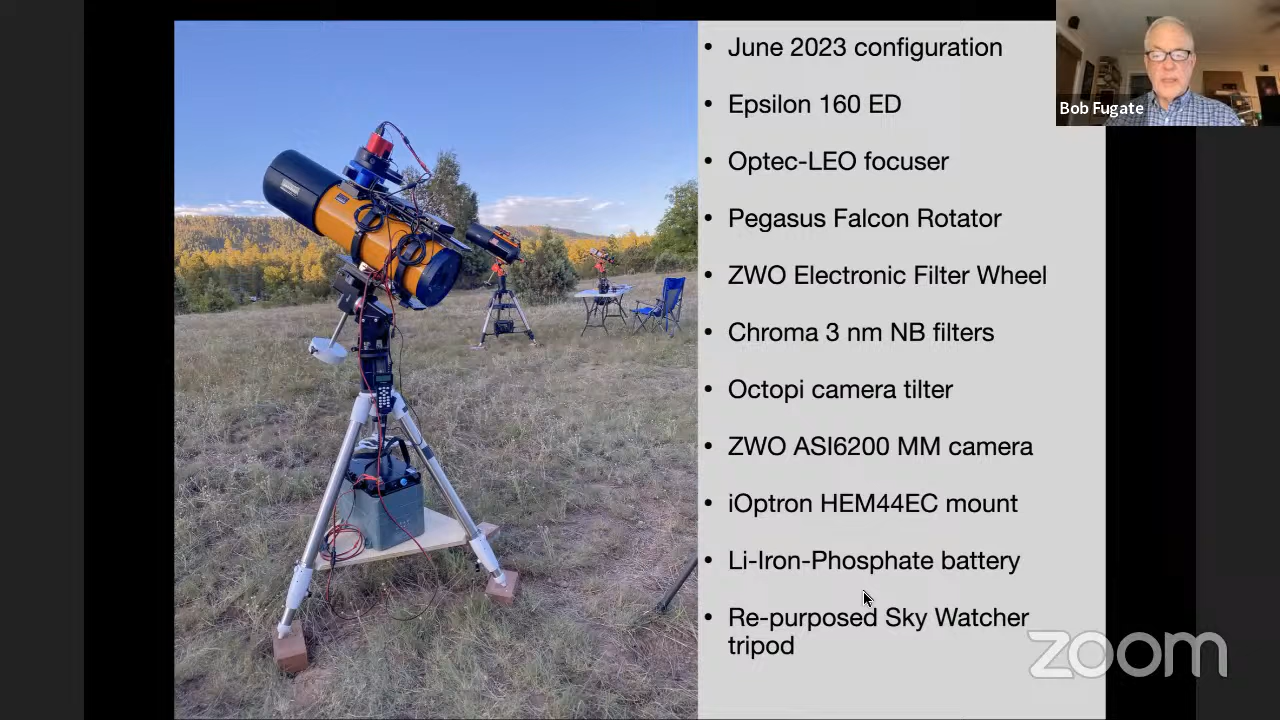 • June 2023 configuration
• Epsilon 160 ED
• Optec-LEO focuser
• Pegasus Falcon Rotator
• ZWO Electronic Filter Wheel
• Chroma 3 nm NB filters
• Octopi camera tilter
• ZWO ASI6200 MM camera
• iOptron HEM44EC mount
• Li-Iron-Phosphate battery
• Re-purposed Sky Watcher
tripod
Bob Fugate
zoom